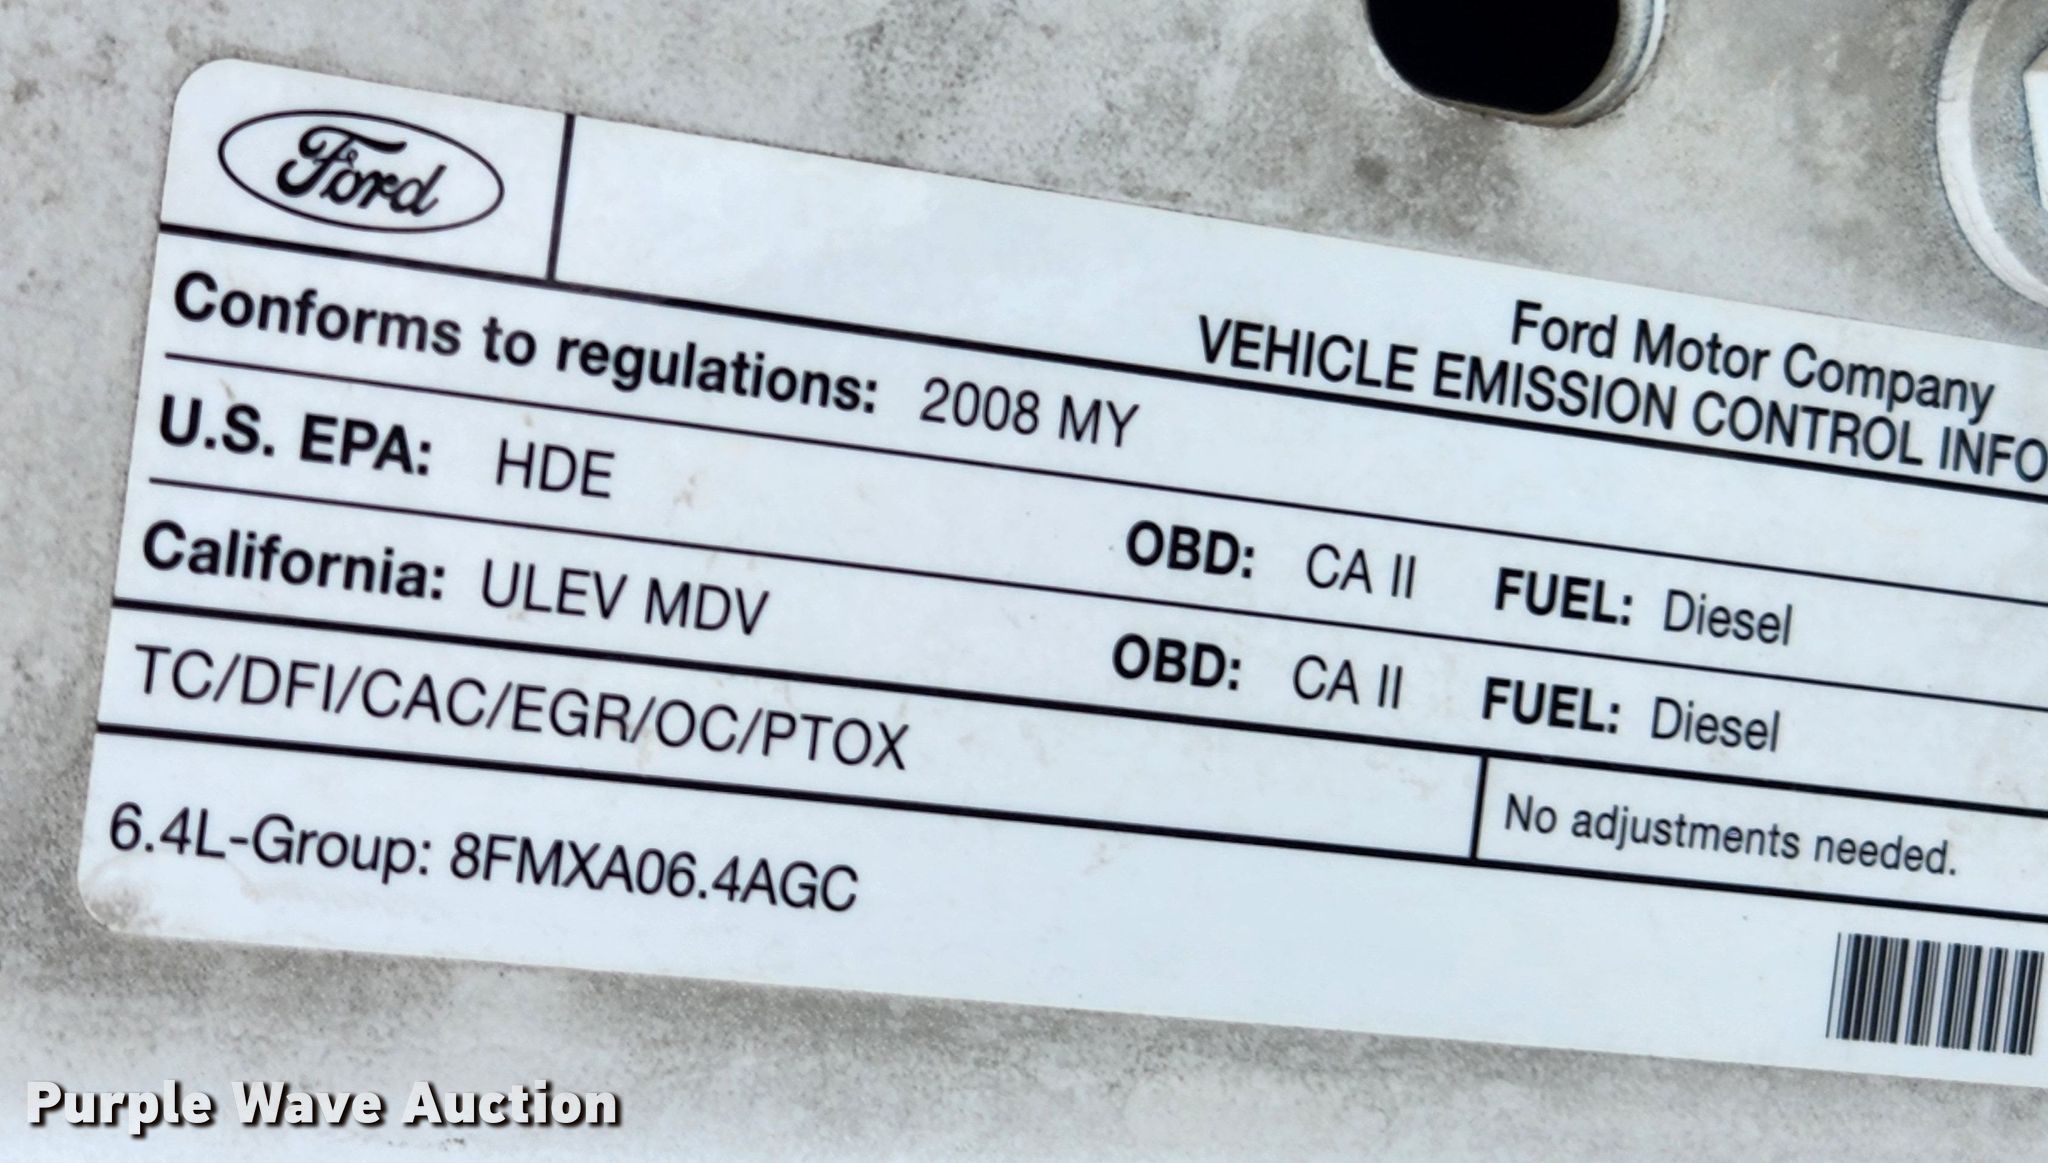 Ford
Ford Motor Company
VEHICLE EMISSION CONTROL INFO
Conforms to regulations: 2008 MY
U.S. EPA: HDE OBD: CA II FUEL: Diesel
California: ULEV MDV OBD: CA II FUEL: Diesel
TC/DFI/CAC/EGR/OC/PTOX
No adjustments needed.
6.4L-Group: 8FMXA06.4AGC
Purple Wave Auction